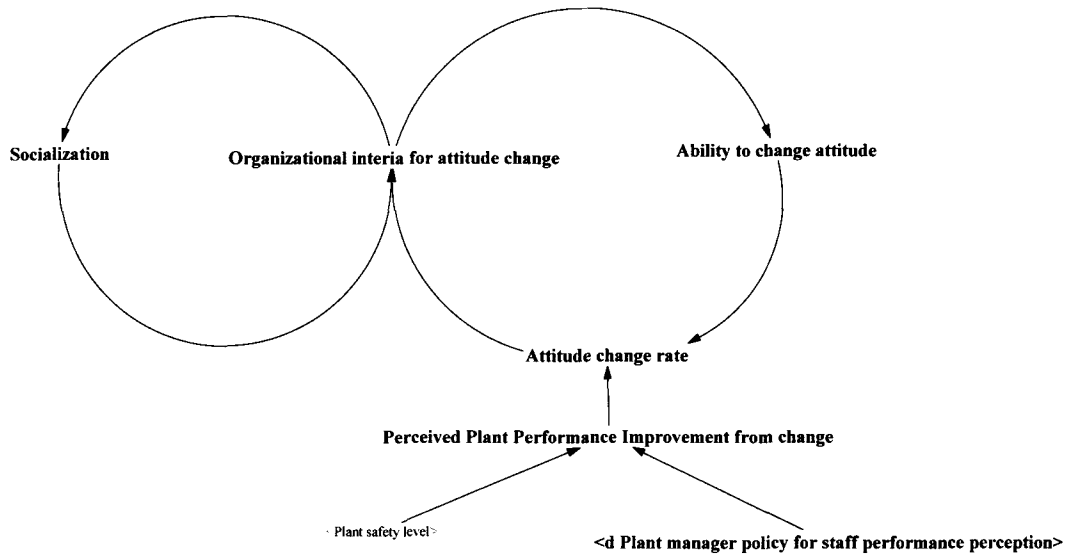 Socialization
Organizational interia for attitude change
Ability to change attitude
Attitude change rate
Perceived Plant Performance Improvement from change
Plant safety level>
<d Plant manager policy for staff performance perception>